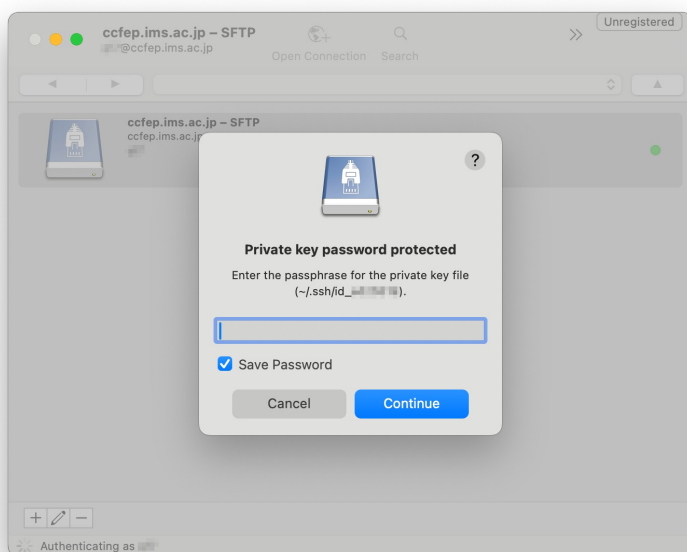 ccfep.ims.ac.jp – SFTP
@ccfep.ims.ac.jp
Open Connection
Search
Unregistered
ccfep.ims.ac.jp – SFTP
ccfep.ims.ac.jp
?
Private key password protected
Enter the passphrase for the private key file
(~/.ssh/id_ ).
Save Password
Cancel
Continue
Authenticating as